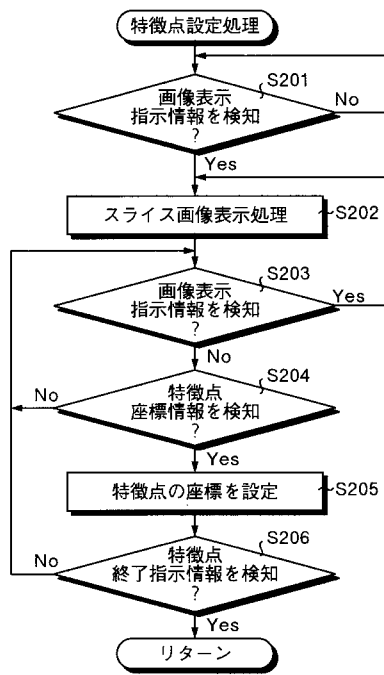 特徴点設定処理
S201
画像表示
指示情報を検知
?
No
Yes
スライス画像表示処理
S202
S203
画像表示
指示情報を検知
?
Yes
No
S204
特徴点
座標情報を検知
?
No
Yes
特徴点の座標を設定
S205
S206
特徴点
終了指示情報を検知
?
No
Yes
リターン